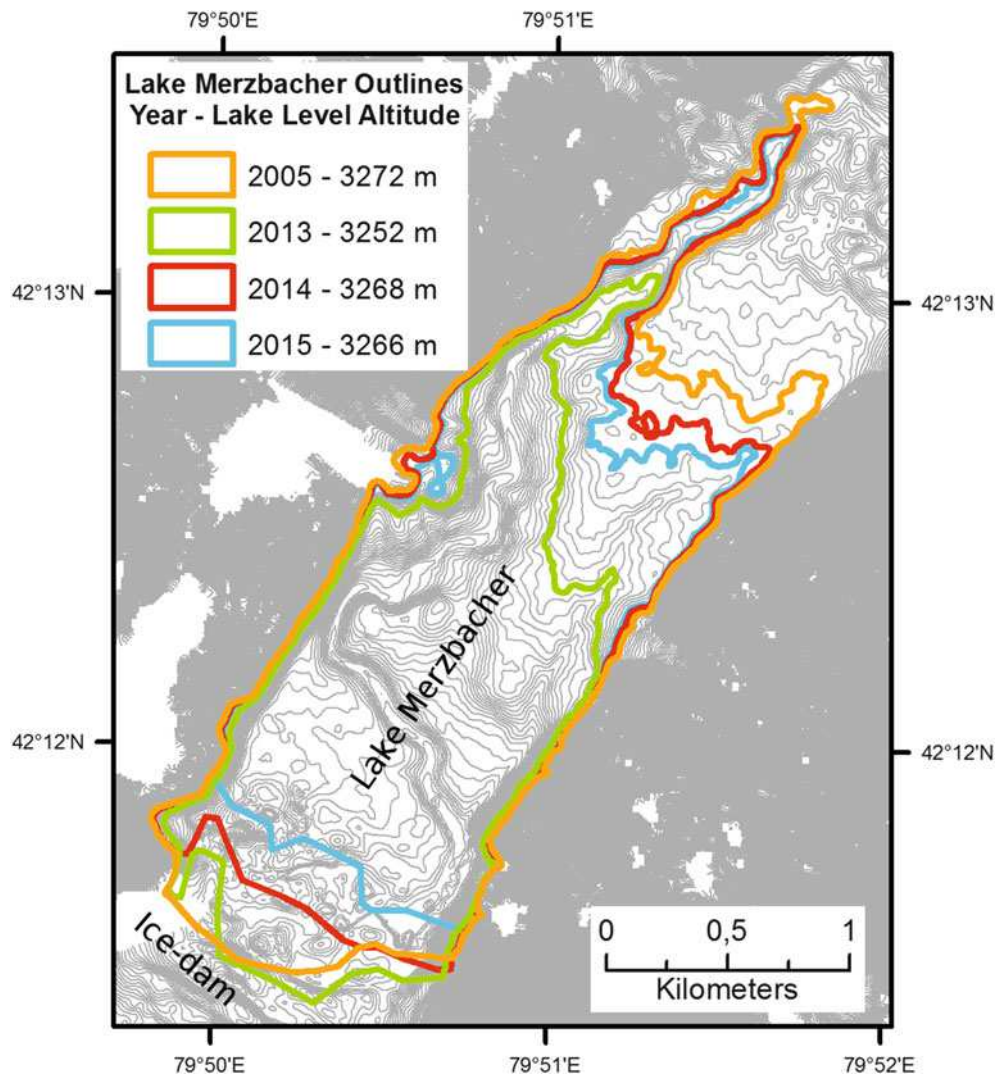 79°50'E 79°51'E
Lake Merzbacher Outlines
Year - Lake Level Altitude
2005 - 3272 m
2013 - 3252 m
2014 - 3268 m
2015 - 3266 m
42°13'N 42°13'N
Lake Merzbacher
42°12'N 42°12'N
Ice-dam
0 0,5 1
Kilometers
79°50'E 79°51'E 79°52'E